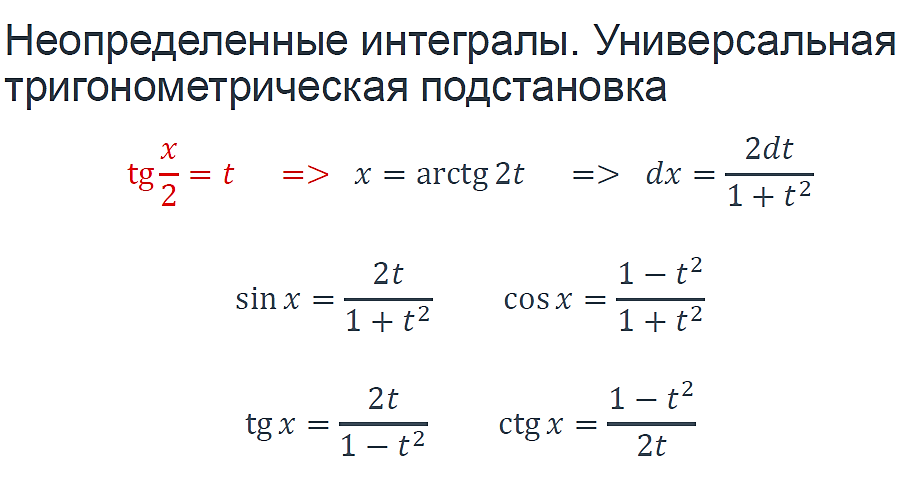 Неопределенные интегралы. Универсальная
тригонометрическая подстановка
tg x/2 = t => x = arctg 2t => dx = 2dt/(1 + t²)
sin x = 2t/(1 + t²) cos x = (1 − t²)/(1 + t²)
tg x = 2t/(1 − t²) ctg x = (1 − t²)/2t